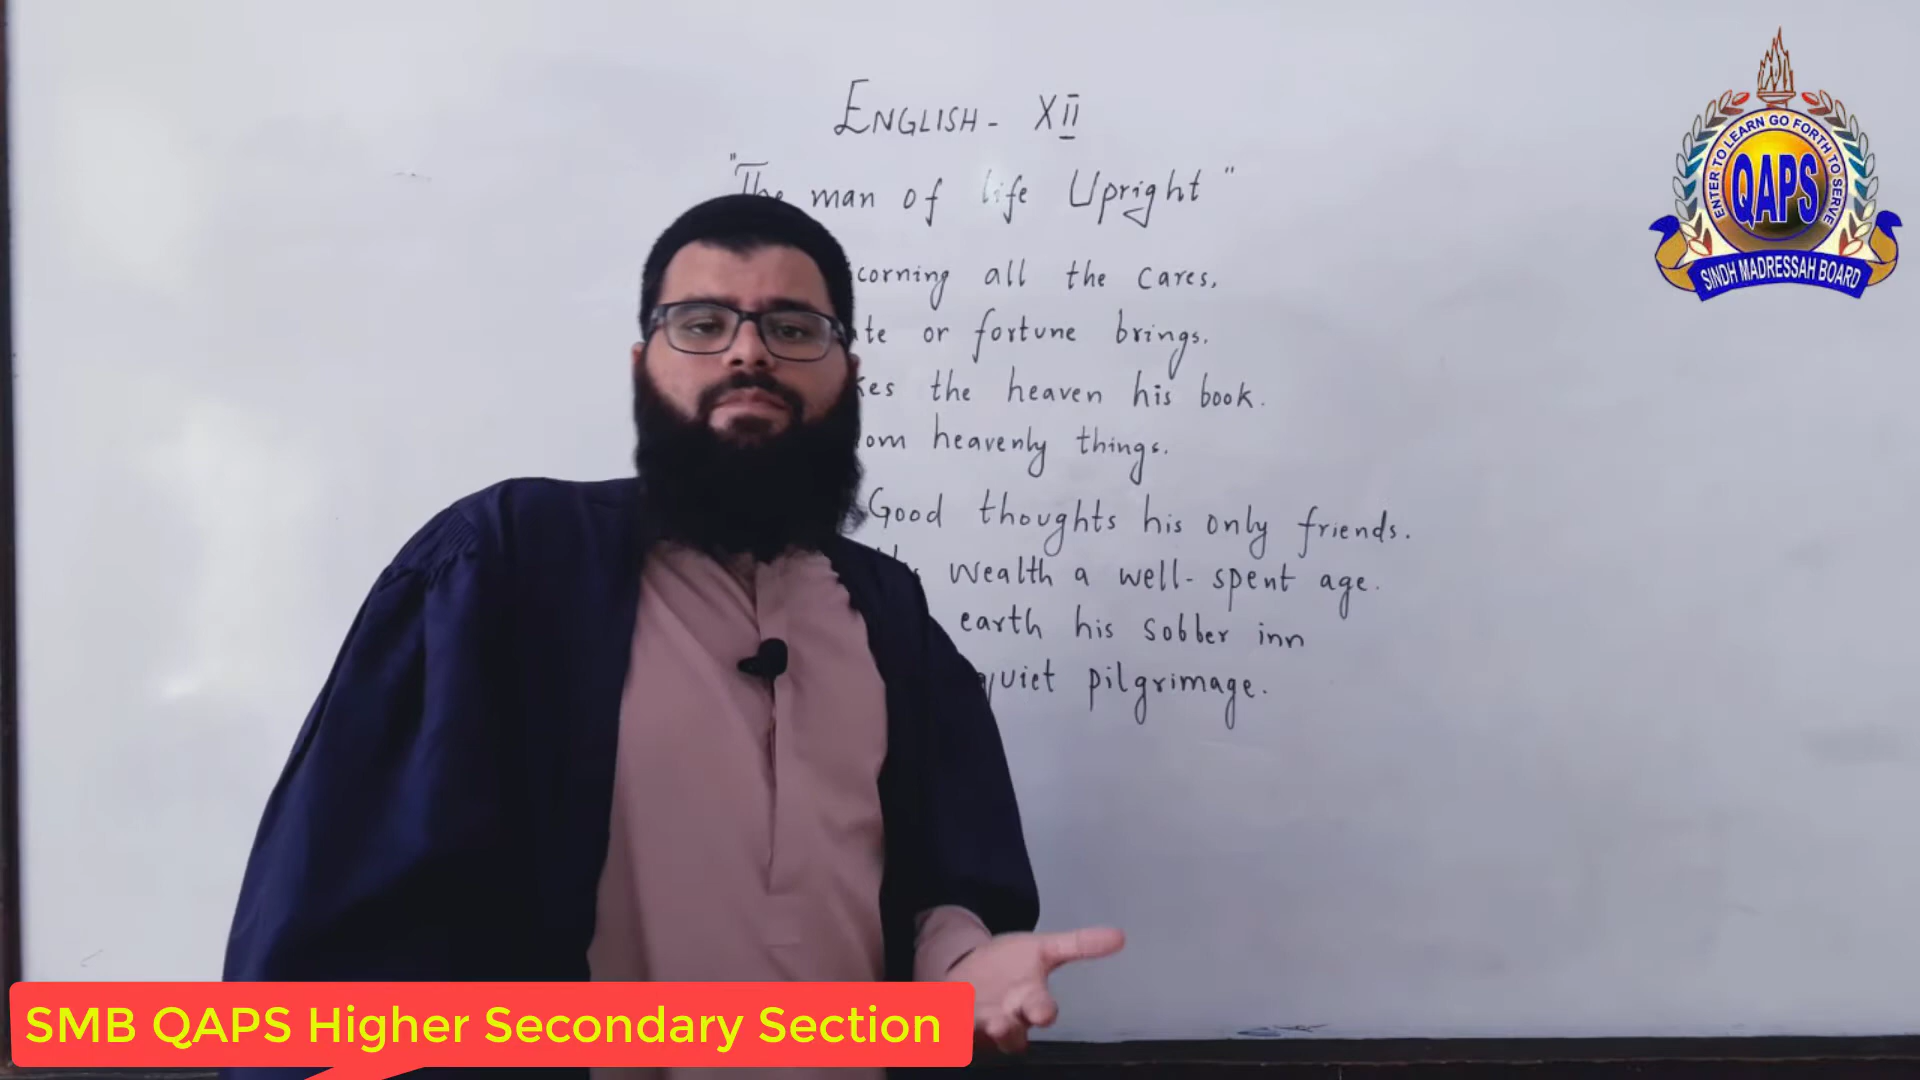 ENGLISH - XII
"The man of life Upright"
corning all the cares,
te or fortune brings.
kes the heaven his book.
om heavenly things.
Good thoughts his only friends.
wealth a well-spent age.
earth his sobber inn
quiet pilgrimage.
ENTER TO LEARN GO FORTH TO SERVE
QAPS
SINDH MADRESSAH BOARD
SMB QAPS Higher Secondary Section